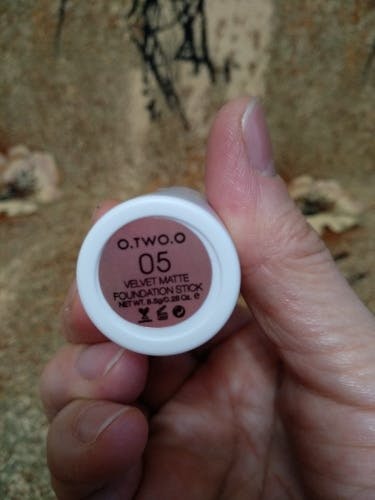 O.TWO.O
05
VELVET MATTE
FOUNDATION STICK
NET WT. 8.5g/0.28 Oz. e